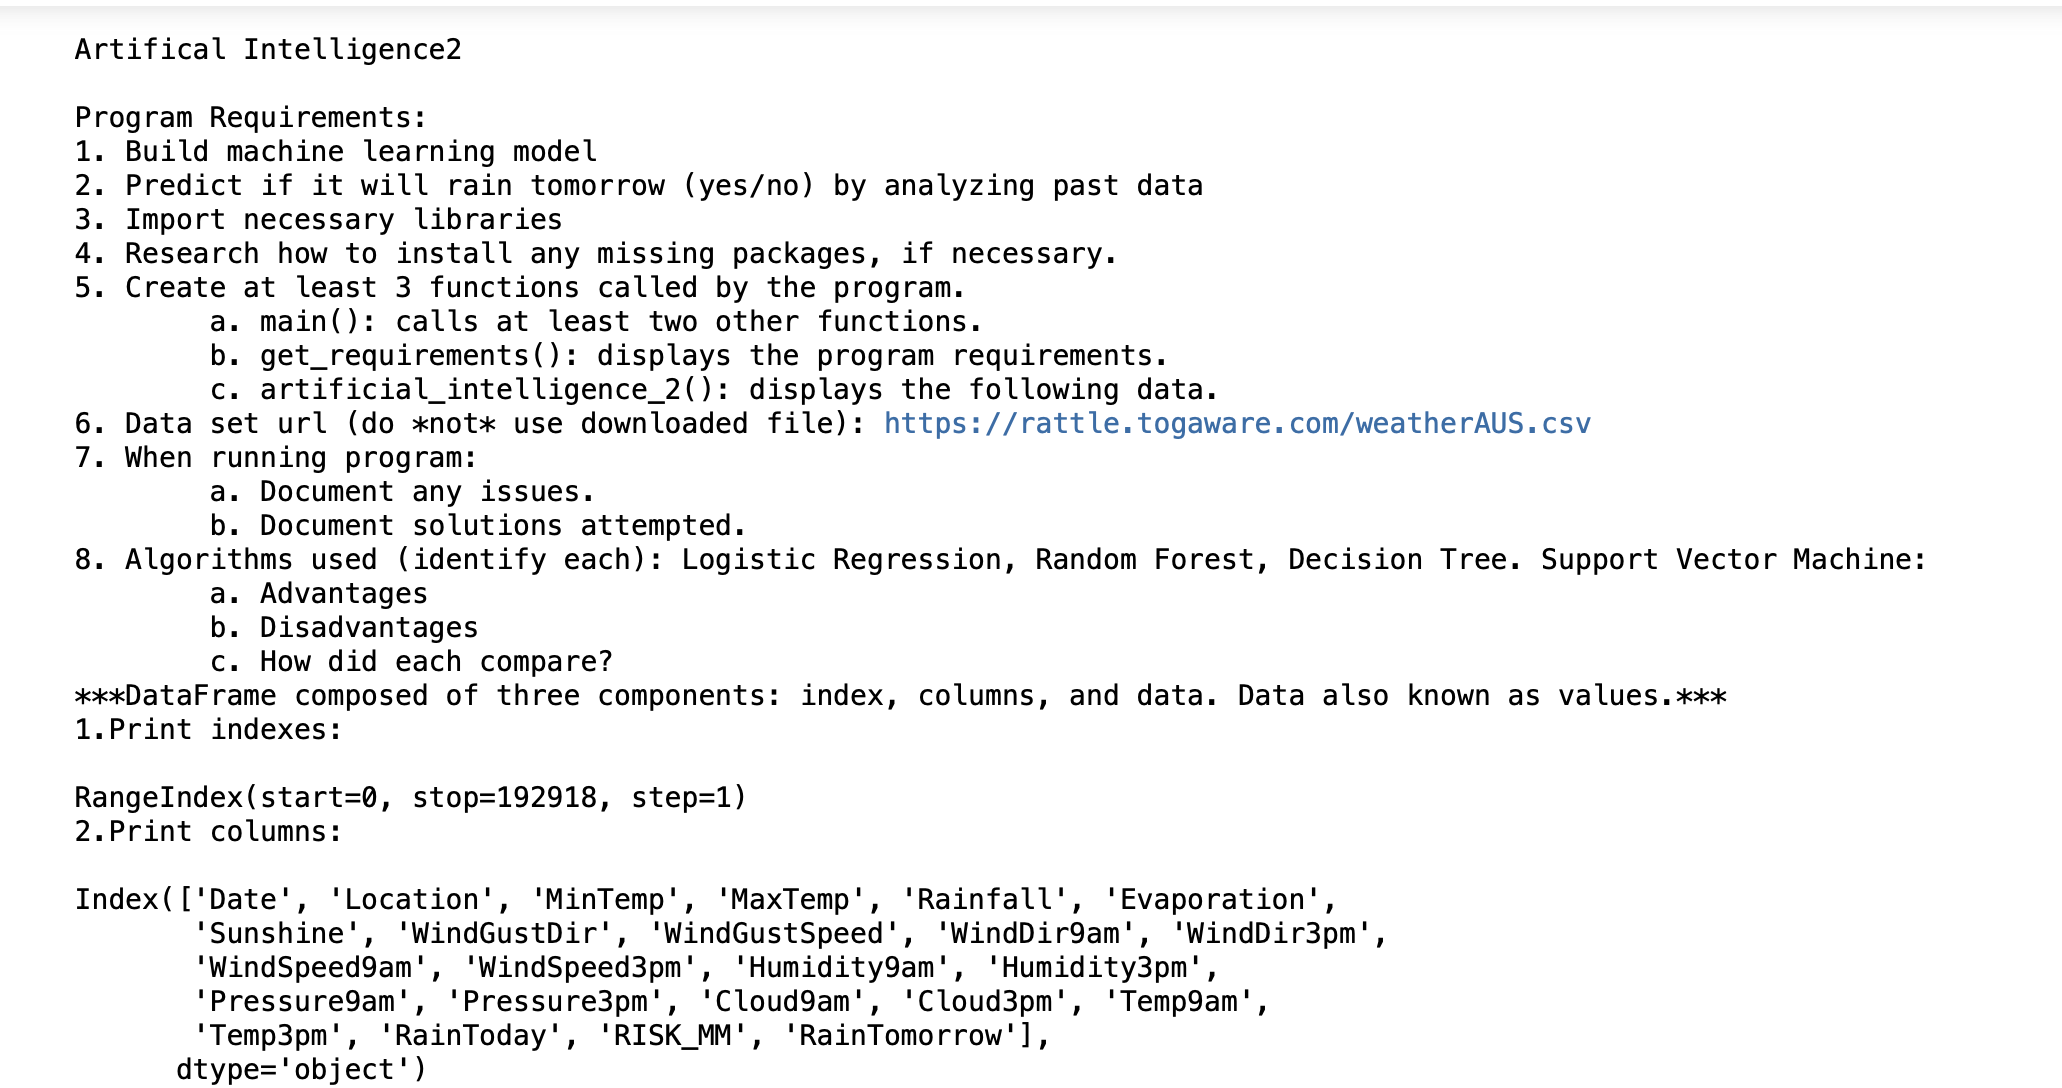 Artifical Intelligence2
Program Requirements:
1. Build machine learning model
2. Predict if it will rain tomorrow (yes/no) by analyzing past data
3. Import necessary libraries
4. Research how to install any missing packages, if necessary.
5. Create at least 3 functions called by the program.
a. main(): calls at least two other functions.
b. get_requirements(): displays the program requirements.
c. artificial_intelligence_2(): displays the following data.
6. Data set url (do *not* use downloaded file): https://rattle.togaware.com/weatherAUS.csv
7. When running program:
a. Document any issues.
b. Document solutions attempted.
8. Algorithms used (identify each): Logistic Regression, Random Forest, Decision Tree. Support Vector Machine:
a. Advantages
b. Disadvantages
c. How did each compare?
***DataFrame composed of three components: index, columns, and data. Data also known as values.***
1.Print indexes:
RangeIndex(start=0, stop=192918, step=1)
2.Print columns:
Index(['Date', 'Location', 'MinTemp', 'MaxTemp', 'Rainfall', 'Evaporation',
'Sunshine', 'WindGustDir', 'WindGustSpeed', 'WindDir9am', 'WindDir3pm',
'WindSpeed9am', 'WindSpeed3pm', 'Humidity9am', 'Humidity3pm',
'Pressure9am', 'Pressure3pm', 'Cloud9am', 'Cloud3pm', 'Temp9am',
'Temp3pm', 'RainToday', 'RISK_MM', 'RainTomorrow'],
dtype='object')